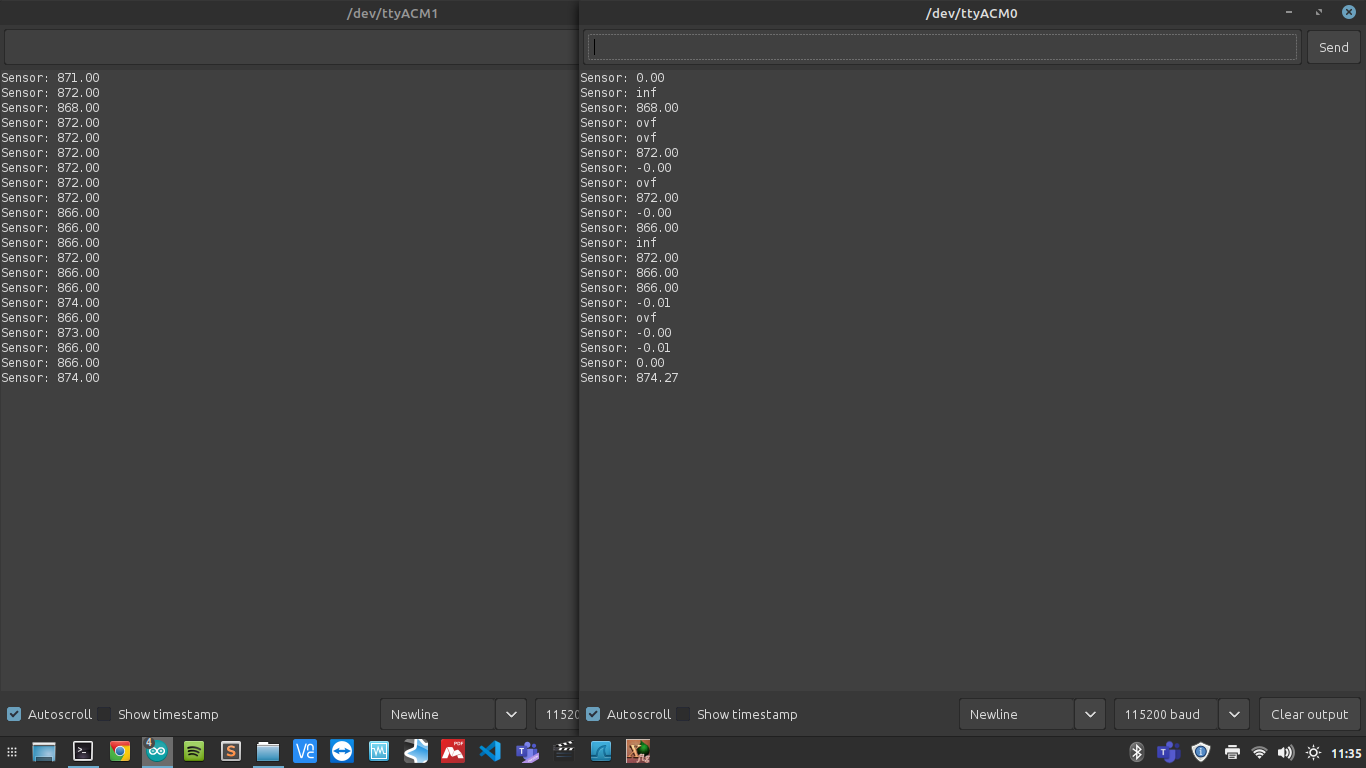 /dev/ttyACM1
Sensor: 871.00
Sensor: 872.00
Sensor: 868.00
Sensor: 872.00
Sensor: 872.00
Sensor: 872.00
Sensor: 872.00
Sensor: 872.00
Sensor: 872.00
Sensor: 866.00
Sensor: 866.00
Sensor: 866.00
Sensor: 872.00
Sensor: 866.00
Sensor: 866.00
Sensor: 874.00
Sensor: 866.00
Sensor: 873.00
Sensor: 866.00
Sensor: 866.00
Sensor: 874.00
Autoscroll Show timestamp Newline 1152
/dev/ttyACM0
Send
Sensor: 0.00
Sensor: inf
Sensor: 868.00
Sensor: ovf
Sensor: ovf
Sensor: 872.00
Sensor: -0.00
Sensor: ovf
Sensor: 872.00
Sensor: -0.00
Sensor: 866.00
Sensor: inf
Sensor: 872.00
Sensor: 866.00
Sensor: 866.00
Sensor: -0.01
Sensor: ovf
Sensor: -0.00
Sensor: -0.01
Sensor: 0.00
Sensor: 874.27
Autoscroll Show timestamp Newline 115200 baud Clear output
4 S VE PDF 11:35